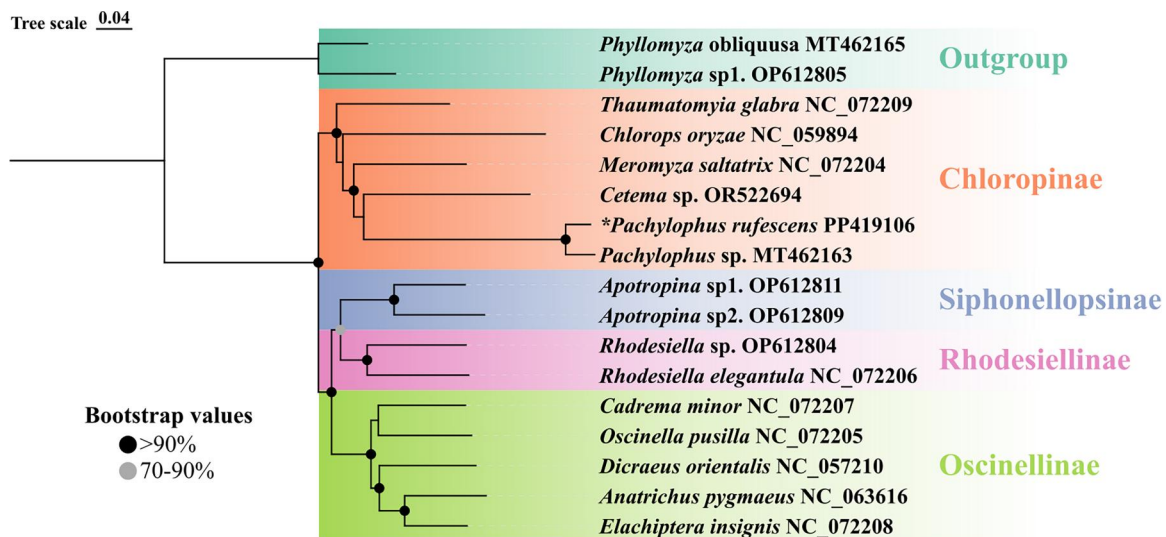 Tree scale 0.04
Phyllomyza obliquusa MT462165
Phyllomyza sp1. OP612805
Outgroup
Thaumatomyia glabra NC_072209
Chlorops oryzae NC_059894
Meromyza saltatrix NC_072204
Cetema sp. OR522694
*Pachylophus rufescens PP419106
Pachylophus sp. MT462163
Chloropinae
Apotropina sp1. OP612811
Apotropina sp2. OP612809
Siphonellopsinae
Rhodesiella sp. OP612804
Rhodesiella elegantula NC_072206
Rhodesiellinae
Cadrema minor NC_072207
Oscinella pusilla NC_072205
Dicraeus orientalis NC_057210
Anatrichus pygmaeus NC_063616
Elachiptera insignis NC_072208
Oscinellinae
Bootstrap values
>90%
70-90%